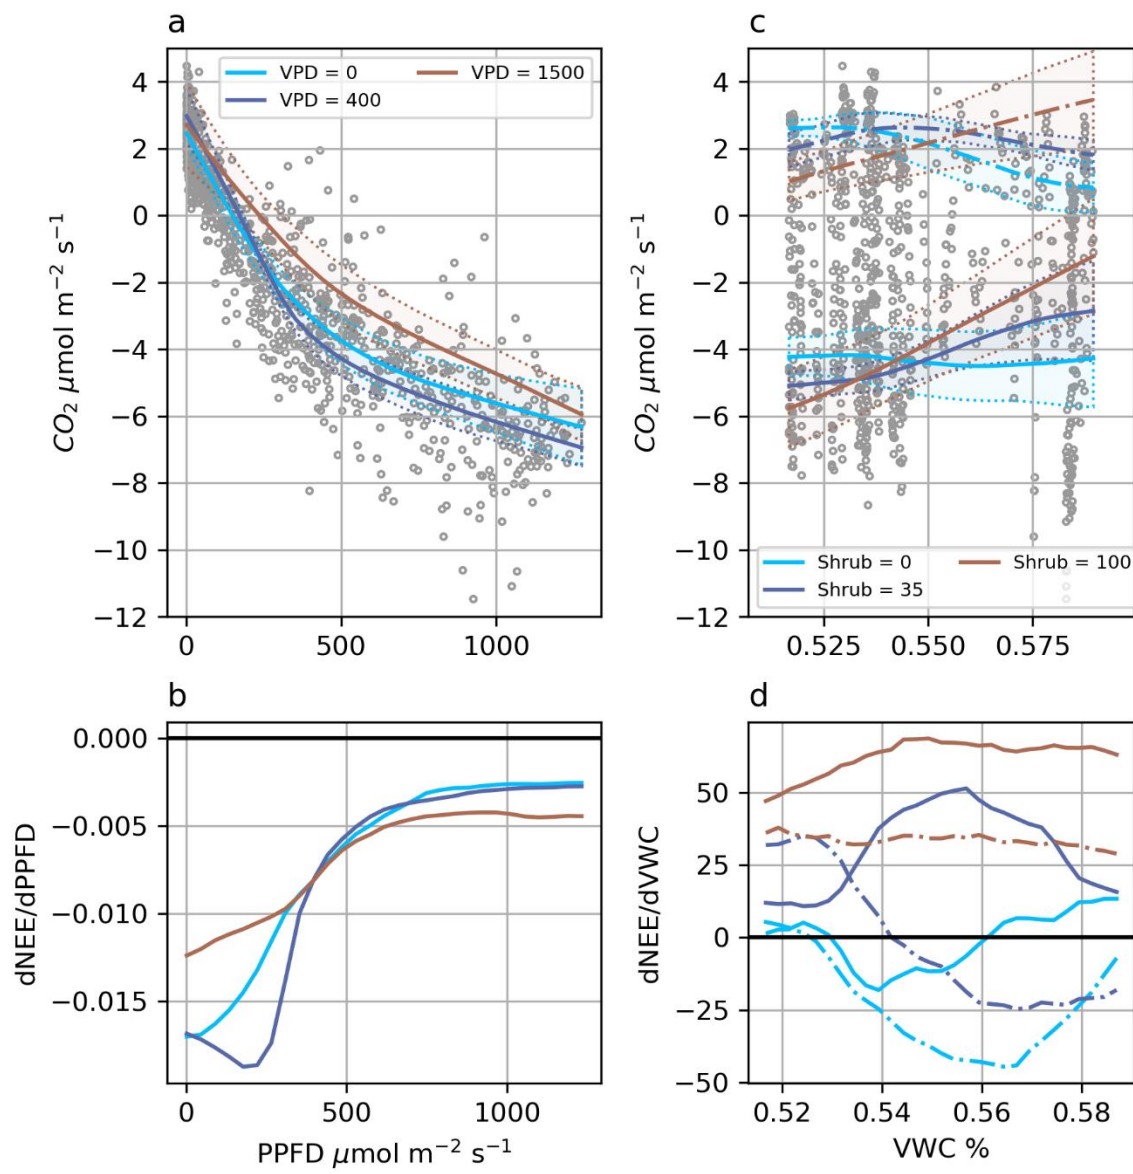 a
VPD = 0
VPD = 400
VPD = 1500
4
2
0
−2
−4
−6
−8
−10
−12
CO₂ μmol m⁻² s⁻¹
0
500
1000
c
4
2
0
−2
−4
−6
−8
−10
−12
CO₂ μmol m⁻² s⁻¹
Shrub = 0
Shrub = 35
Shrub = 100
0.525
0.550
0.575
b
0.000
−0.005
−0.010
−0.015
dNEE/dPPFD
0
500
1000
PPFD μmol m⁻² s⁻¹
d
50
25
0
−25
−50
dNEE/dVWC
0.52
0.54
0.56
0.58
VWC %